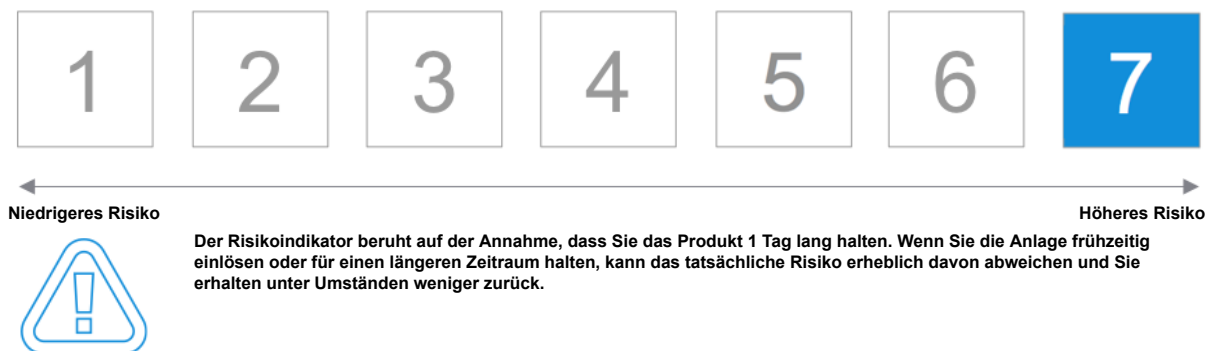 1 2 3 4 5 6 7
Niedrigeres Risiko Höheres Risiko
Der Risikoindikator beruht auf der Annahme, dass Sie das Produkt 1 Tag lang halten. Wenn Sie die Anlage frühzeitig
einlösen oder für einen längeren Zeitraum halten, kann das tatsächliche Risiko erheblich davon abweichen und Sie
erhalten unter Umständen weniger zurück.